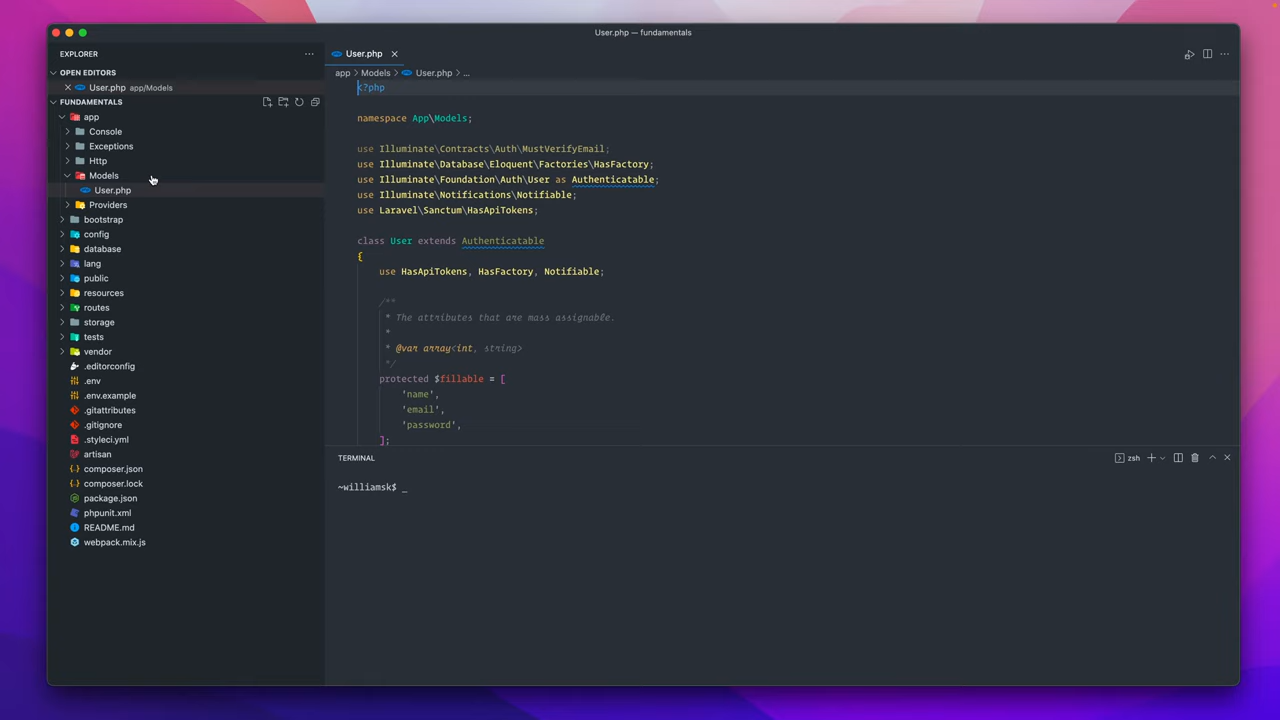 User.php — fundamentals
EXPLORER
OPEN EDITORS
User.php app/Models
FUNDAMENTALS
app
Console
Exceptions
Http
Models
User.php
Providers
bootstrap
config
database
lang
public
resources
routes
storage
tests
vendor
.editorconfig
.env
.env.example
.gitattributes
.gitignore
.styleci.yml
artisan
composer.json
composer.lock
package.json
phpunit.xml
README.md
webpack.mix.js
User.php
app > Models > User.php > ...
<?php
namespace App\Models;
use Illuminate\Contracts\Auth\MustVerifyEmail;
use Illuminate\Database\Eloquent\Factories\HasFactory;
use Illuminate\Foundation\Auth\User as Authenticatable;
use Illuminate\Notifications\Notifiable;
use Laravel\Sanctum\HasApiTokens;
class User extends Authenticatable
{
use HasApiTokens, HasFactory, Notifiable;
/**
* The attributes that are mass assignable.
*
* @var array<int, string>
*/
protected $fillable = [
'name',
'email',
'password',
];
TERMINAL
zsh
~williamsk$ _